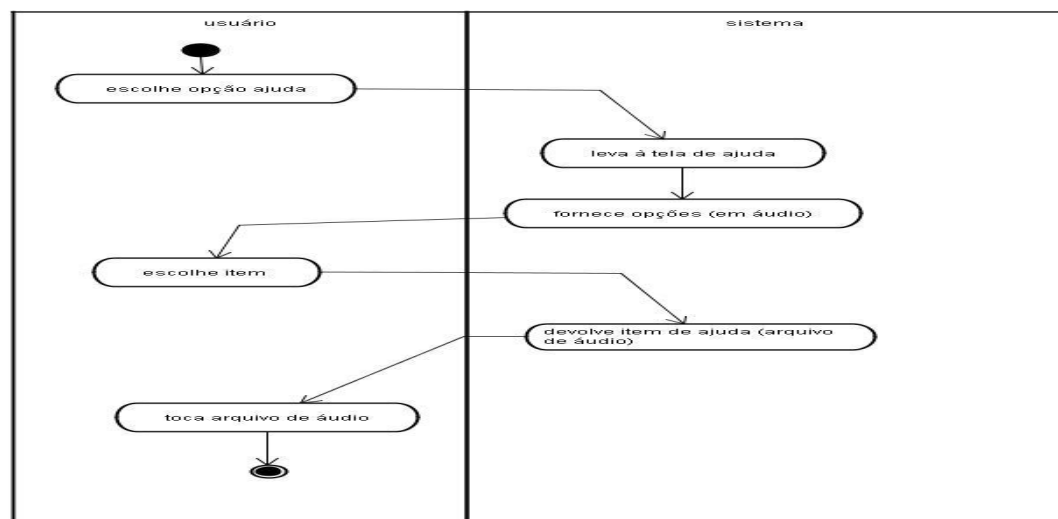 usuário
sistema
escolhe opção ajuda
leva à tela de ajuda
fornece opções (em áudio)
escolhe item
devolve item de ajuda (arquivo
de áudio)
toca arquivo de áudio